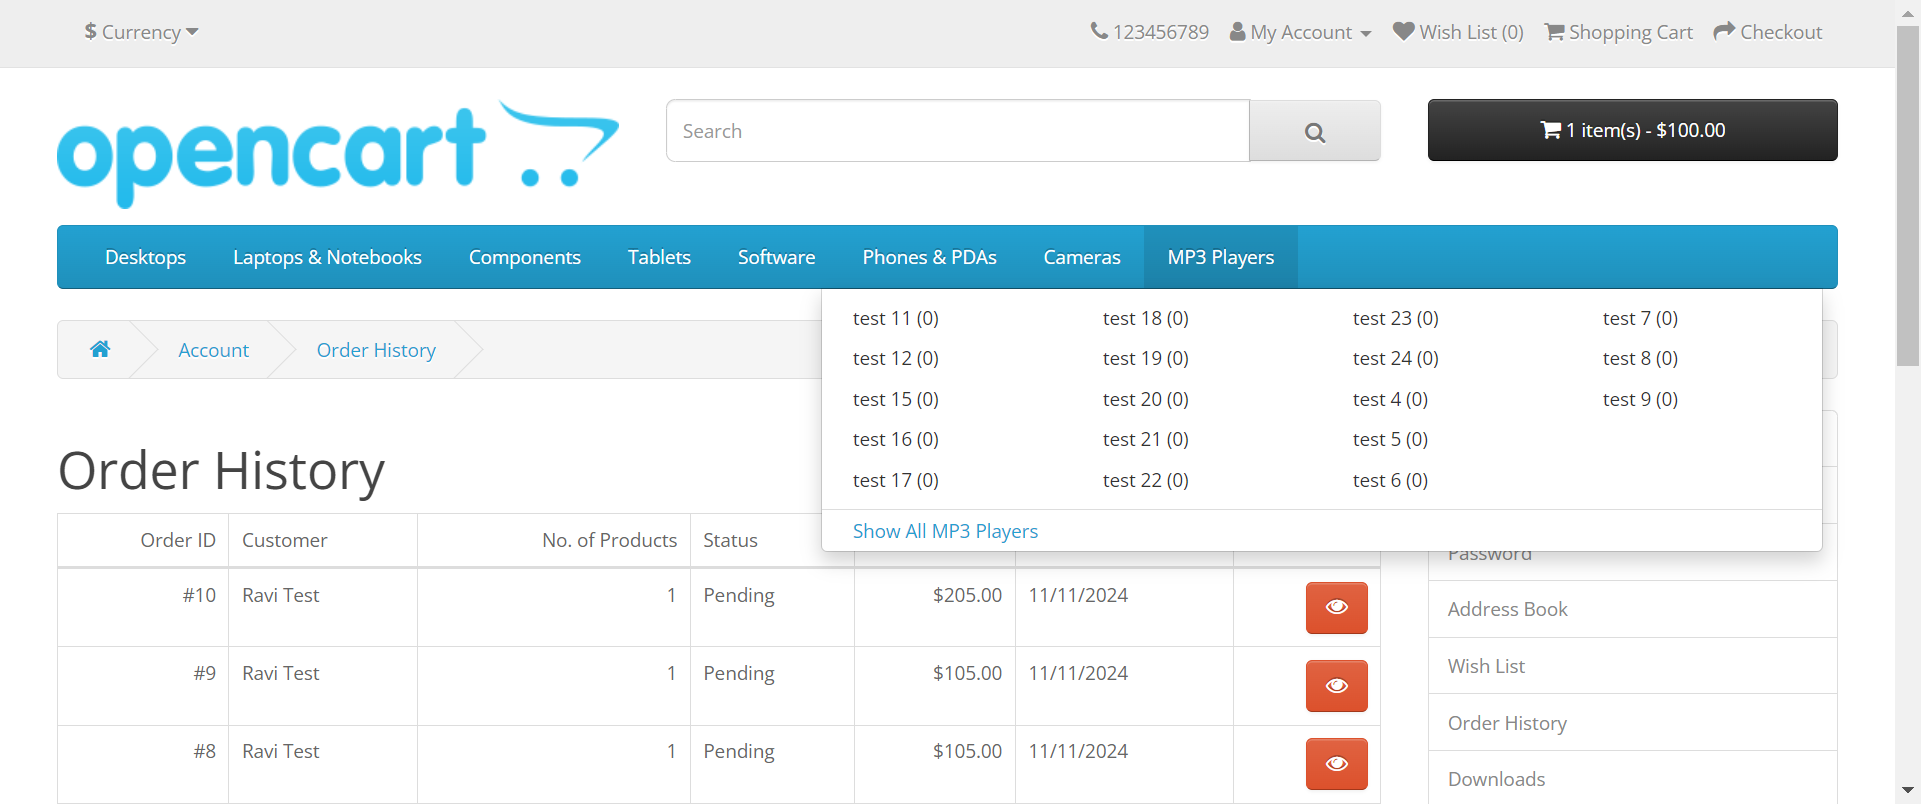 $ Currency 123456789 My Account Wish List (0) Shopping Cart Checkout
opencart
Search
1 item(s) - $100.00
Desktops Laptops & Notebooks Components Tablets Software Phones & PDAs Cameras MP3 Players
test 11 (0) test 18 (0) test 23 (0) test 7 (0)
Account Order History
test 12 (0) test 19 (0) test 24 (0) test 8 (0)
test 15 (0) test 20 (0) test 4 (0) test 9 (0)
test 16 (0) test 21 (0) test 5 (0)
test 17 (0) test 22 (0) test 6 (0)
Show All MP3 Players
Order History
Order ID Customer No. of Products Status
Password
#10 Ravi Test 1 Pending $205.00 11/11/2024
Address Book
#9 Ravi Test 1 Pending $105.00 11/11/2024
Wish List
Order History
#8 Ravi Test 1 Pending $105.00 11/11/2024
Downloads